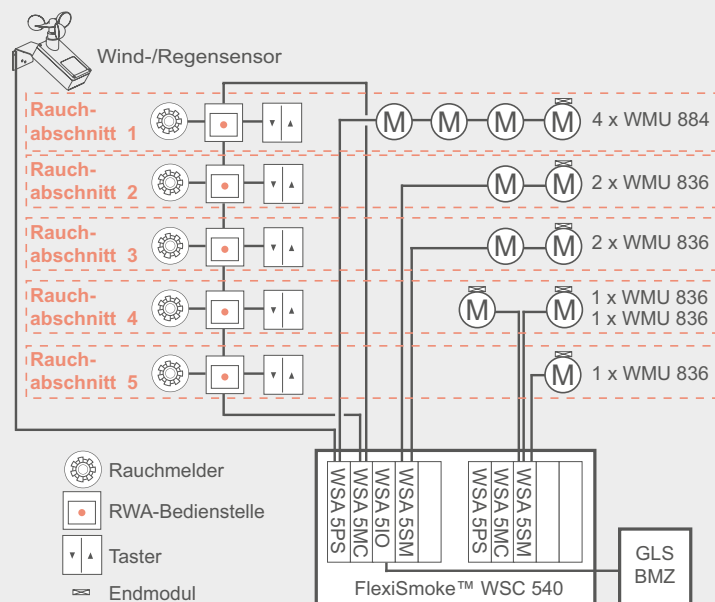 Wind-/Regensensor
Rauch-
abschnitt 1
M M M M
4 x WMU 884
Rauch-
abschnitt 2
M M
2 x WMU 836
Rauch-
abschnitt 3
M M
2 x WMU 836
Rauch-
abschnitt 4
M M
1 x WMU 836
1 x WMU 836
Rauch-
abschnitt 5
M
1 x WMU 836
Rauchmelder
RWA-Bedienstelle
Taster
Endmodul
WSA 5PS
WSA 5MC
WSA 5IO
WSA 5SM
WSA 5PS
WSA 5MC
WSA 5SM
FlexiSmoke™ WSC 540
GLS
BMZ